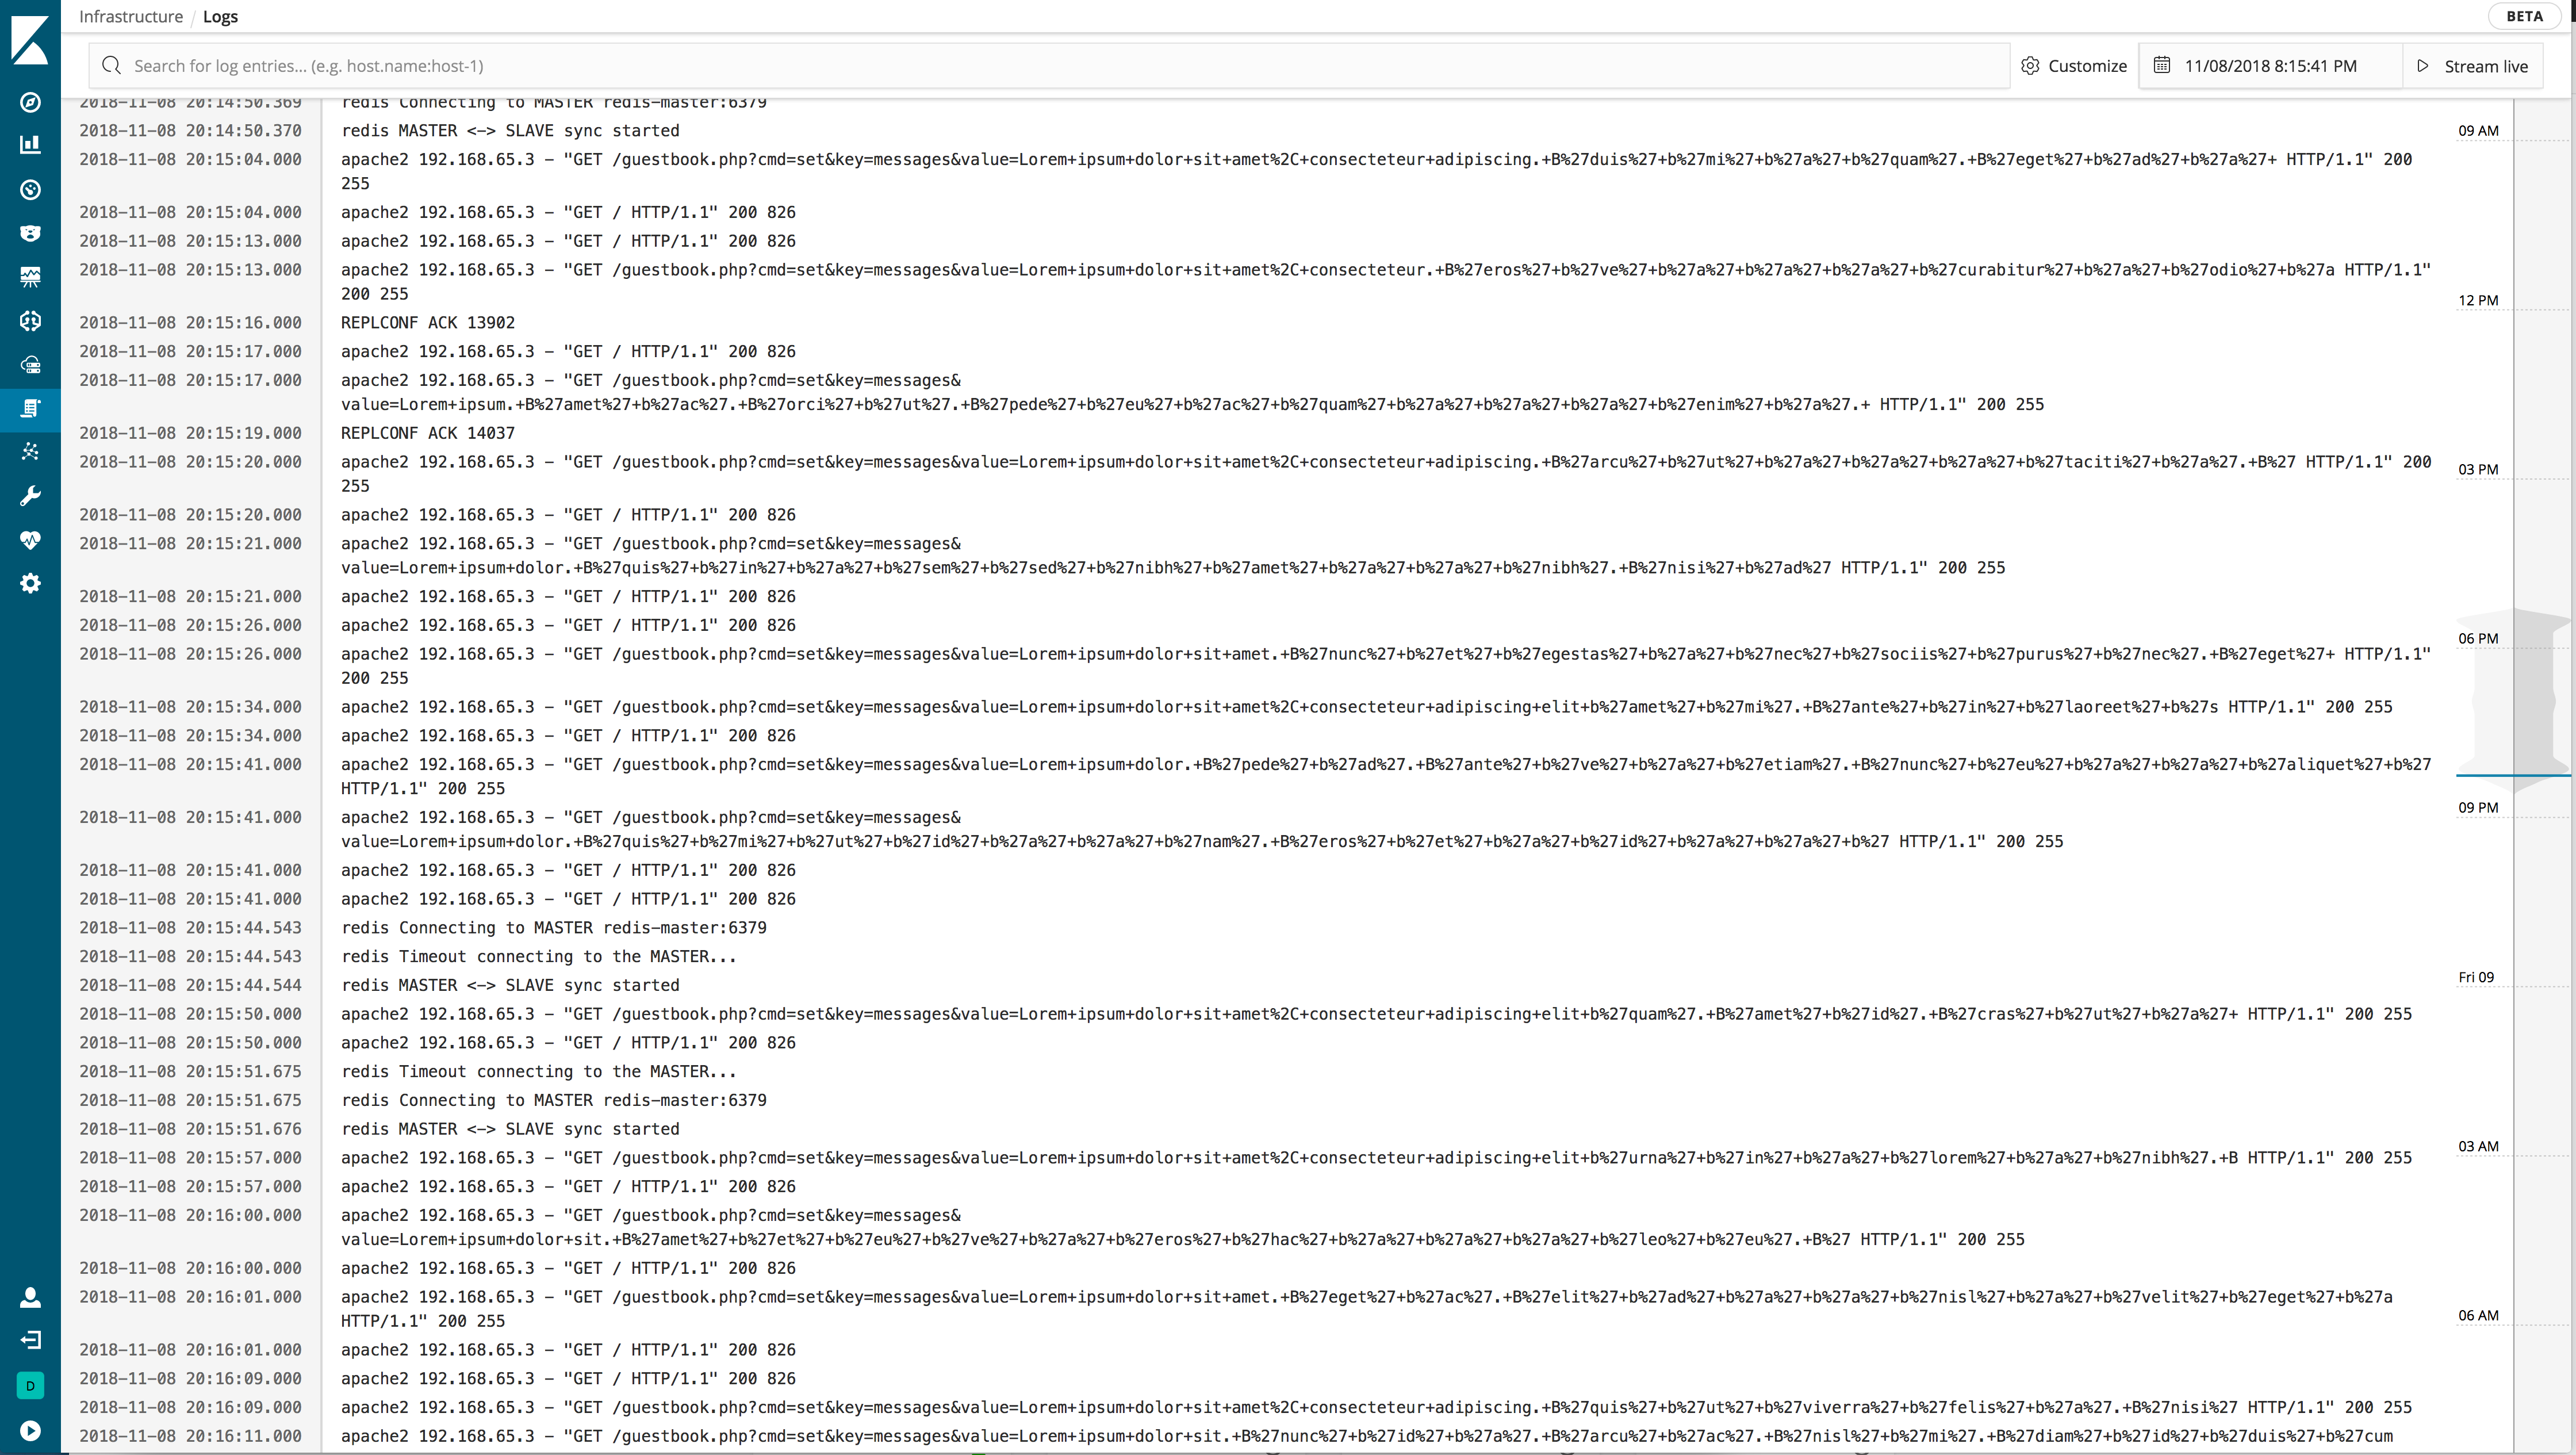 Infrastructure / Logs
BETA
Search for log entries... (e.g. host.name:host-1)
Customize
11/08/2018 8:15:41 PM
Stream live
2018-11-08 20:14:50.369 redis Connecting to MASTER redis-master:6379
2018-11-08 20:14:50.370 redis MASTER <-> SLAVE sync started
2018-11-08 20:15:04.000 apache2 192.168.65.3 - "GET /guestbook.php?cmd=set&key=messages&value=Lorem+ipsum+dolor+sit+amet%2C+consecteteur+adipiscing.+B%27duis%27+b%27mi%27+b%27a%27+b%27quam%27.+B%27eget%27+b%27ad%27+b%27a%27+ HTTP/1.1" 200
255
2018-11-08 20:15:04.000 apache2 192.168.65.3 - "GET / HTTP/1.1" 200 826
2018-11-08 20:15:13.000 apache2 192.168.65.3 - "GET / HTTP/1.1" 200 826
2018-11-08 20:15:13.000 apache2 192.168.65.3 - "GET /guestbook.php?cmd=set&key=messages&value=Lorem+ipsum+dolor+sit+amet%2C+consecteteur.+B%27eros%27+b%27ve%27+b%27a%27+b%27a%27+b%27a%27+b%27curabitur%27+b%27a%27+b%27odio%27+b%27a HTTP/1.1"
200 255
2018-11-08 20:15:16.000 REPLCONF ACK 13902
2018-11-08 20:15:17.000 apache2 192.168.65.3 - "GET / HTTP/1.1" 200 826
2018-11-08 20:15:17.000 apache2 192.168.65.3 - "GET /guestbook.php?cmd=set&key=messages&
value=Lorem+ipsum.+B%27amet%27+b%27ac%27.+B%27orci%27+b%27ut%27.+B%27pede%27+b%27eu%27+b%27ac%27+b%27quam%27+b%27a%27+b%27a%27+b%27a%27+b%27enim%27+b%27a%27.+ HTTP/1.1" 200 255
2018-11-08 20:15:19.000 REPLCONF ACK 14037
2018-11-08 20:15:20.000 apache2 192.168.65.3 - "GET /guestbook.php?cmd=set&key=messages&value=Lorem+ipsum+dolor+sit+amet%2C+consecteteur+adipiscing.+B%27arcu%27+b%27ut%27+b%27a%27+b%27a%27+b%27a%27+b%27taciti%27+b%27a%27.+B%27 HTTP/1.1" 200
255
2018-11-08 20:15:20.000 apache2 192.168.65.3 - "GET / HTTP/1.1" 200 826
2018-11-08 20:15:21.000 apache2 192.168.65.3 - "GET /guestbook.php?cmd=set&key=messages&
value=Lorem+ipsum+dolor.+B%27quis%27+b%27in%27+b%27a%27+b%27sem%27+b%27sed%27+b%27nibh%27+b%27amet%27+b%27a%27+b%27a%27+b%27nibh%27.+B%27nisi%27+b%27ad%27 HTTP/1.1" 200 255
2018-11-08 20:15:21.000 apache2 192.168.65.3 - "GET / HTTP/1.1" 200 826
2018-11-08 20:15:26.000 apache2 192.168.65.3 - "GET / HTTP/1.1" 200 826
2018-11-08 20:15:26.000 apache2 192.168.65.3 - "GET /guestbook.php?cmd=set&key=messages&value=Lorem+ipsum+dolor+sit+amet.+B%27nunc%27+b%27et%27+b%27egestas%27+b%27a%27+b%27nec%27+b%27sociis%27+b%27purus%27+b%27nec%27.+B%27eget%27+ HTTP/1.1"
200 255
2018-11-08 20:15:34.000 apache2 192.168.65.3 - "GET /guestbook.php?cmd=set&key=messages&value=Lorem+ipsum+dolor+sit+amet%2C+consecteteur+adipiscing+elit+b%27amet%27+b%27mi%27.+B%27ante%27+b%27in%27+b%27laoreet%27+b%27s HTTP/1.1" 200 255
2018-11-08 20:15:34.000 apache2 192.168.65.3 - "GET / HTTP/1.1" 200 826
2018-11-08 20:15:41.000 apache2 192.168.65.3 - "GET /guestbook.php?cmd=set&key=messages&value=Lorem+ipsum+dolor.+B%27pede%27+b%27ad%27.+B%27ante%27+b%27ve%27+b%27a%27+b%27etiam%27.+B%27nunc%27+b%27eu%27+b%27a%27+b%27a%27+b%27aliquet%27+b%27
HTTP/1.1" 200 255
2018-11-08 20:15:41.000 apache2 192.168.65.3 - "GET /guestbook.php?cmd=set&key=messages&
value=Lorem+ipsum+dolor.+B%27quis%27+b%27mi%27+b%27ut%27+b%27id%27+b%27a%27+b%27a%27+b%27nam%27.+B%27eros%27+b%27et%27+b%27a%27+b%27id%27+b%27a%27+b%27a%27+b%27 HTTP/1.1" 200 255
2018-11-08 20:15:41.000 apache2 192.168.65.3 - "GET / HTTP/1.1" 200 826
2018-11-08 20:15:41.000 apache2 192.168.65.3 - "GET / HTTP/1.1" 200 826
2018-11-08 20:15:44.543 redis Connecting to MASTER redis-master:6379
2018-11-08 20:15:44.543 redis Timeout connecting to the MASTER...
2018-11-08 20:15:44.544 redis MASTER <-> SLAVE sync started
2018-11-08 20:15:50.000 apache2 192.168.65.3 - "GET /guestbook.php?cmd=set&key=messages&value=Lorem+ipsum+dolor+sit+amet%2C+consecteteur+adipiscing+elit+b%27quam%27.+B%27amet%27+b%27id%27.+B%27cras%27+b%27ut%27+b%27a%27+ HTTP/1.1" 200 255
2018-11-08 20:15:50.000 apache2 192.168.65.3 - "GET / HTTP/1.1" 200 826
2018-11-08 20:15:51.675 redis Timeout connecting to the MASTER...
2018-11-08 20:15:51.675 redis Connecting to MASTER redis-master:6379
2018-11-08 20:15:51.676 redis MASTER <-> SLAVE sync started
2018-11-08 20:15:57.000 apache2 192.168.65.3 - "GET /guestbook.php?cmd=set&key=messages&value=Lorem+ipsum+dolor+sit+amet%2C+consecteteur+adipiscing+elit+b%27urna%27+b%27in%27+b%27a%27+b%27lorem%27+b%27a%27+b%27nibh%27.+B HTTP/1.1" 200 255
2018-11-08 20:15:57.000 apache2 192.168.65.3 - "GET / HTTP/1.1" 200 826
2018-11-08 20:16:00.000 apache2 192.168.65.3 - "GET /guestbook.php?cmd=set&key=messages&
value=Lorem+ipsum+dolor+sit.+B%27amet%27+b%27et%27+b%27eu%27+b%27ve%27+b%27a%27+b%27eros%27+b%27hac%27+b%27a%27+b%27a%27+b%27a%27+b%27leo%27+b%27eu%27.+B%27 HTTP/1.1" 200 255
2018-11-08 20:16:00.000 apache2 192.168.65.3 - "GET / HTTP/1.1" 200 826
2018-11-08 20:16:01.000 apache2 192.168.65.3 - "GET /guestbook.php?cmd=set&key=messages&value=Lorem+ipsum+dolor+sit+amet.+B%27eget%27+b%27ac%27.+B%27elit%27+b%27ad%27+b%27a%27+b%27a%27+b%27nisl%27+b%27a%27+b%27velit%27+b%27eget%27+b%27a
HTTP/1.1" 200 255
2018-11-08 20:16:01.000 apache2 192.168.65.3 - "GET / HTTP/1.1" 200 826
2018-11-08 20:16:09.000 apache2 192.168.65.3 - "GET / HTTP/1.1" 200 826
2018-11-08 20:16:09.000 apache2 192.168.65.3 - "GET /guestbook.php?cmd=set&key=messages&value=Lorem+ipsum+dolor+sit+amet%2C+consecteteur+adipiscing.+B%27quis%27+b%27ut%27+b%27viverra%27+b%27felis%27+b%27a%27.+B%27nisi%27 HTTP/1.1" 200 255
2018-11-08 20:16:11.000 apache2 192.168.65.3 - "GET /guestbook.php?cmd=set&key=messages&value=Lorem+ipsum+dolor+sit.+B%27nunc%27+b%27id%27+b%27a%27.+B%27arcu%27+b%27ac%27.+B%27nisl%27+b%27mi%27.+B%27diam%27+b%27id%27+b%27duis%27+b%27cum
09 AM
12 PM
03 PM
06 PM
09 PM
Fri 09
03 AM
06 AM
D